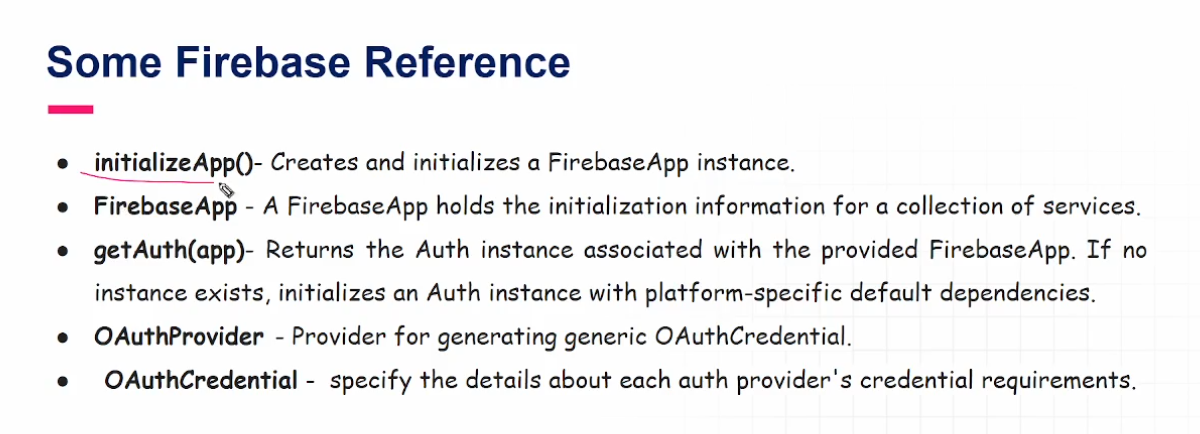 Some Firebase Reference
● initializeApp()- Creates and initializes a FirebaseApp instance.
● FirebaseApp - A FirebaseApp holds the initialization information for a collection of services.
● getAuth(app)- Returns the Auth instance associated with the provided FirebaseApp. If no
instance exists, initializes an Auth instance with platform-specific default dependencies.
● OAuthProvider - Provider for generating generic OAuthCredential.
● OAuthCredential - specify the details about each auth provider's credential requirements.